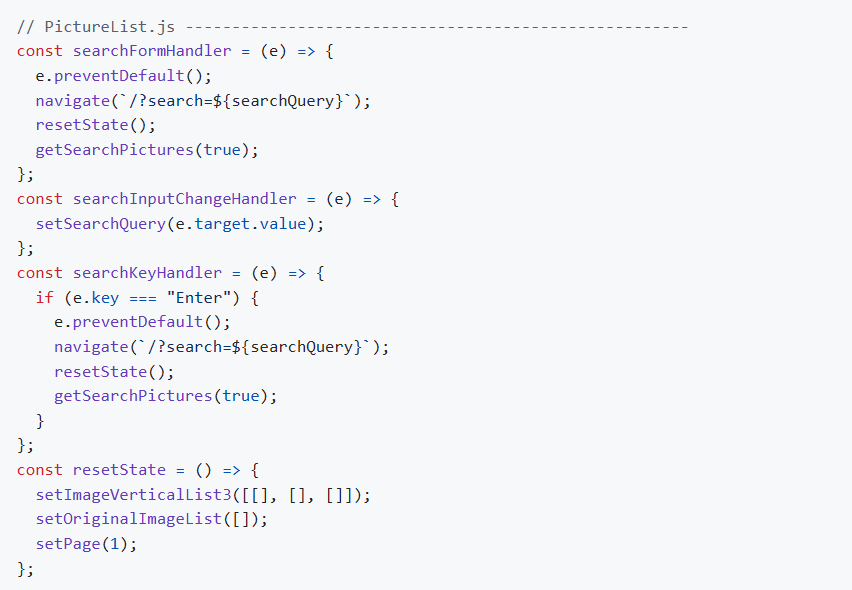 // PictureList.js ------------------------------------------------------
const searchFormHandler = (e) => {
  e.preventDefault();
  navigate(`/?search=${searchQuery}`);
  resetState();
  getSearchPictures(true);
};
const searchInputChangeHandler = (e) => {
  setSearchQuery(e.target.value);
};
const searchKeyHandler = (e) => {
  if (e.key === "Enter") {
    e.preventDefault();
    navigate(`/?search=${searchQuery}`);
    resetState();
    getSearchPictures(true);
  }
};
const resetState = () => {
  setImageVerticalList3([[], [], []]);
  setOriginalImageList([]);
  setPage(1);
};